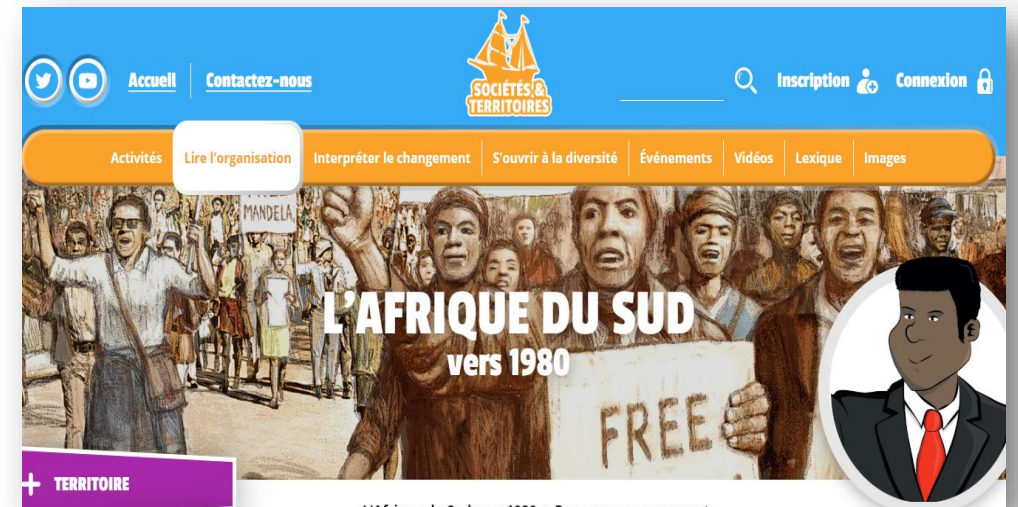 Accueil
Contactez-nous
SOCIÉTÉS &
TERRITOIRES
Inscription
Connexion
Activités
Lire l'organisation
Interpréter le changement
S'ouvrir à la diversité
Événements
Vidéos
Lexique
Images
MANDELA
L'AFRIQUE DU SUD
vers 1980
FREE
+ TERRITOIRE